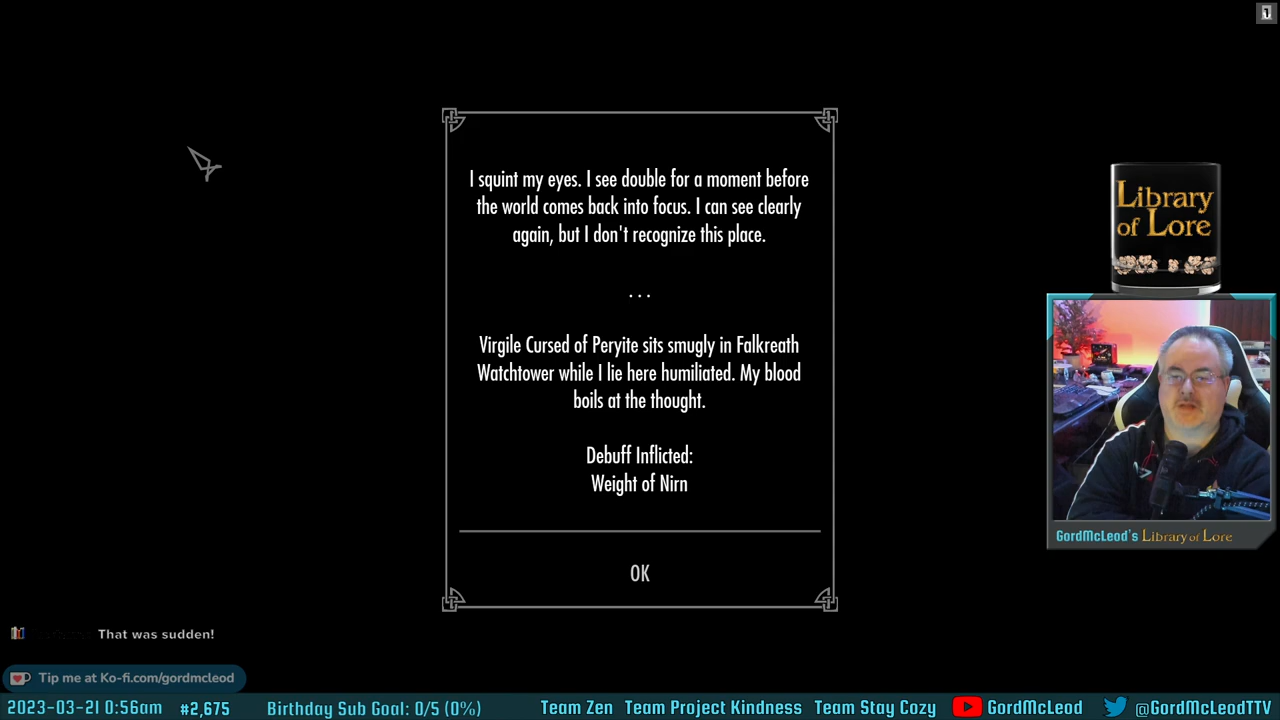 1
I squint my eyes. I see double for a moment before
the world comes back into focus. I can see clearly
again, but I don't recognize this place.
...
Virgile Cursed of Peryite sits smugly in Falkreath
Watchtower while I lie here humiliated. My blood
boils at the thought.
Debuff Inflicted:
Weight of Nirn
OK
Library
of Lore
GordMcLeod's Library of Lore
That was sudden!
Tip me at Ko-fi.com/gordmcleod
2023-03-21 0:56am #2,675 Birthday Sub Goal: 0/5 (0%) Team Zen Team Project Kindness Team Stay Cozy GordMcLeod @GordMcLeodTTV